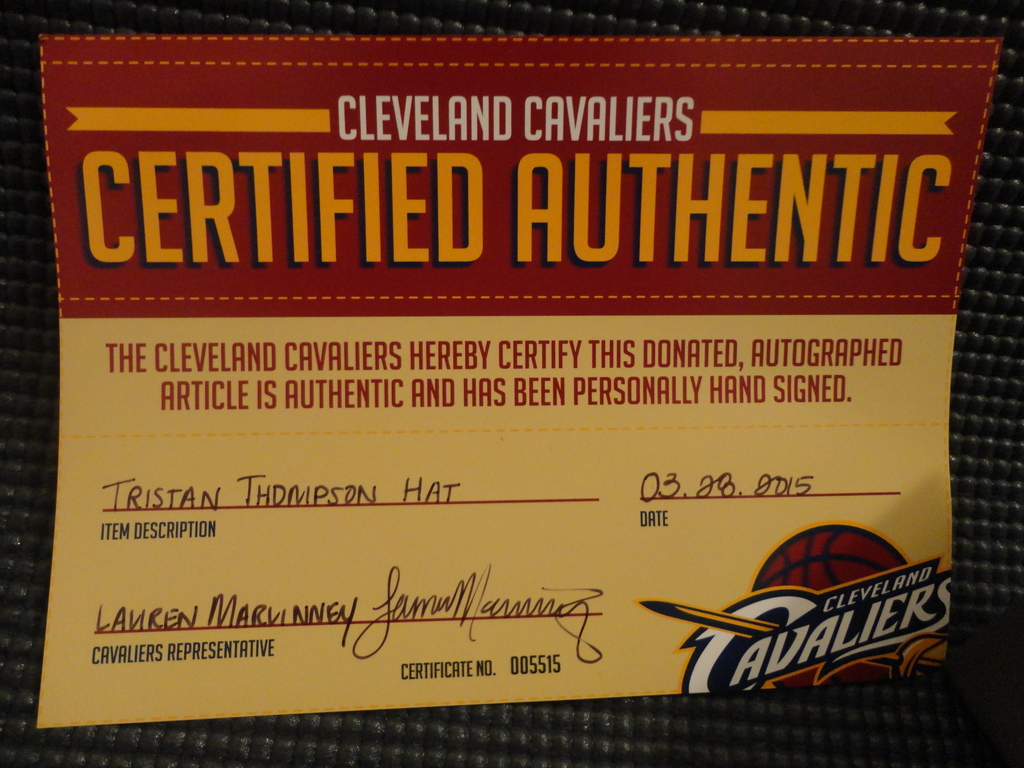 CLEVELAND CAVALIERS
CERTIFIED AUTHENTIC
THE CLEVELAND CAVALIERS HEREBY CERTIFY THIS DONATED, AUTOGRAPHED
ARTICLE IS AUTHENTIC AND HAS BEEN PERSONALLY HAND SIGNED.
TRISTAN THOMPSON HAT
03.28.2015
ITEM DESCRIPTION
DATE
LAUREN MARVINNEY
CAVALIERS REPRESENTATIVE
CERTIFICATE NO. 005515
CLEVELAND
CAVALIERS